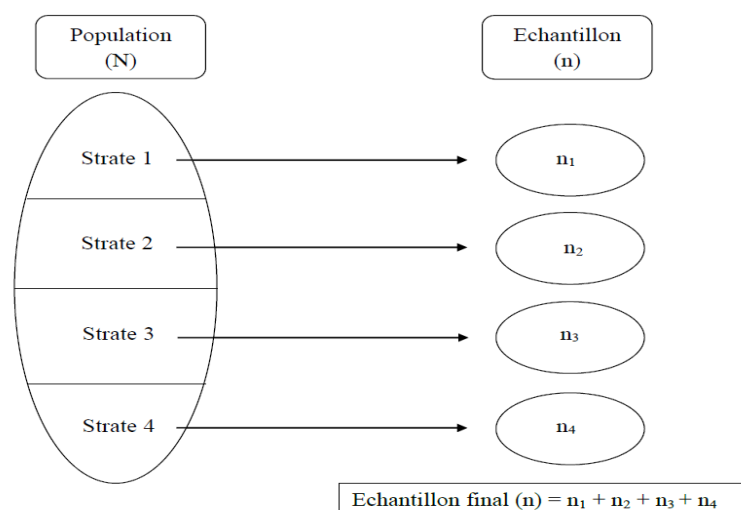 Population
(N)
Echantillon
(n)
Strate 1
n₁
Strate 2
n₂
Strate 3
n₃
Strate 4
n₄
Echantillon final (n) = n₁ + n₂ + n₃ + n₄